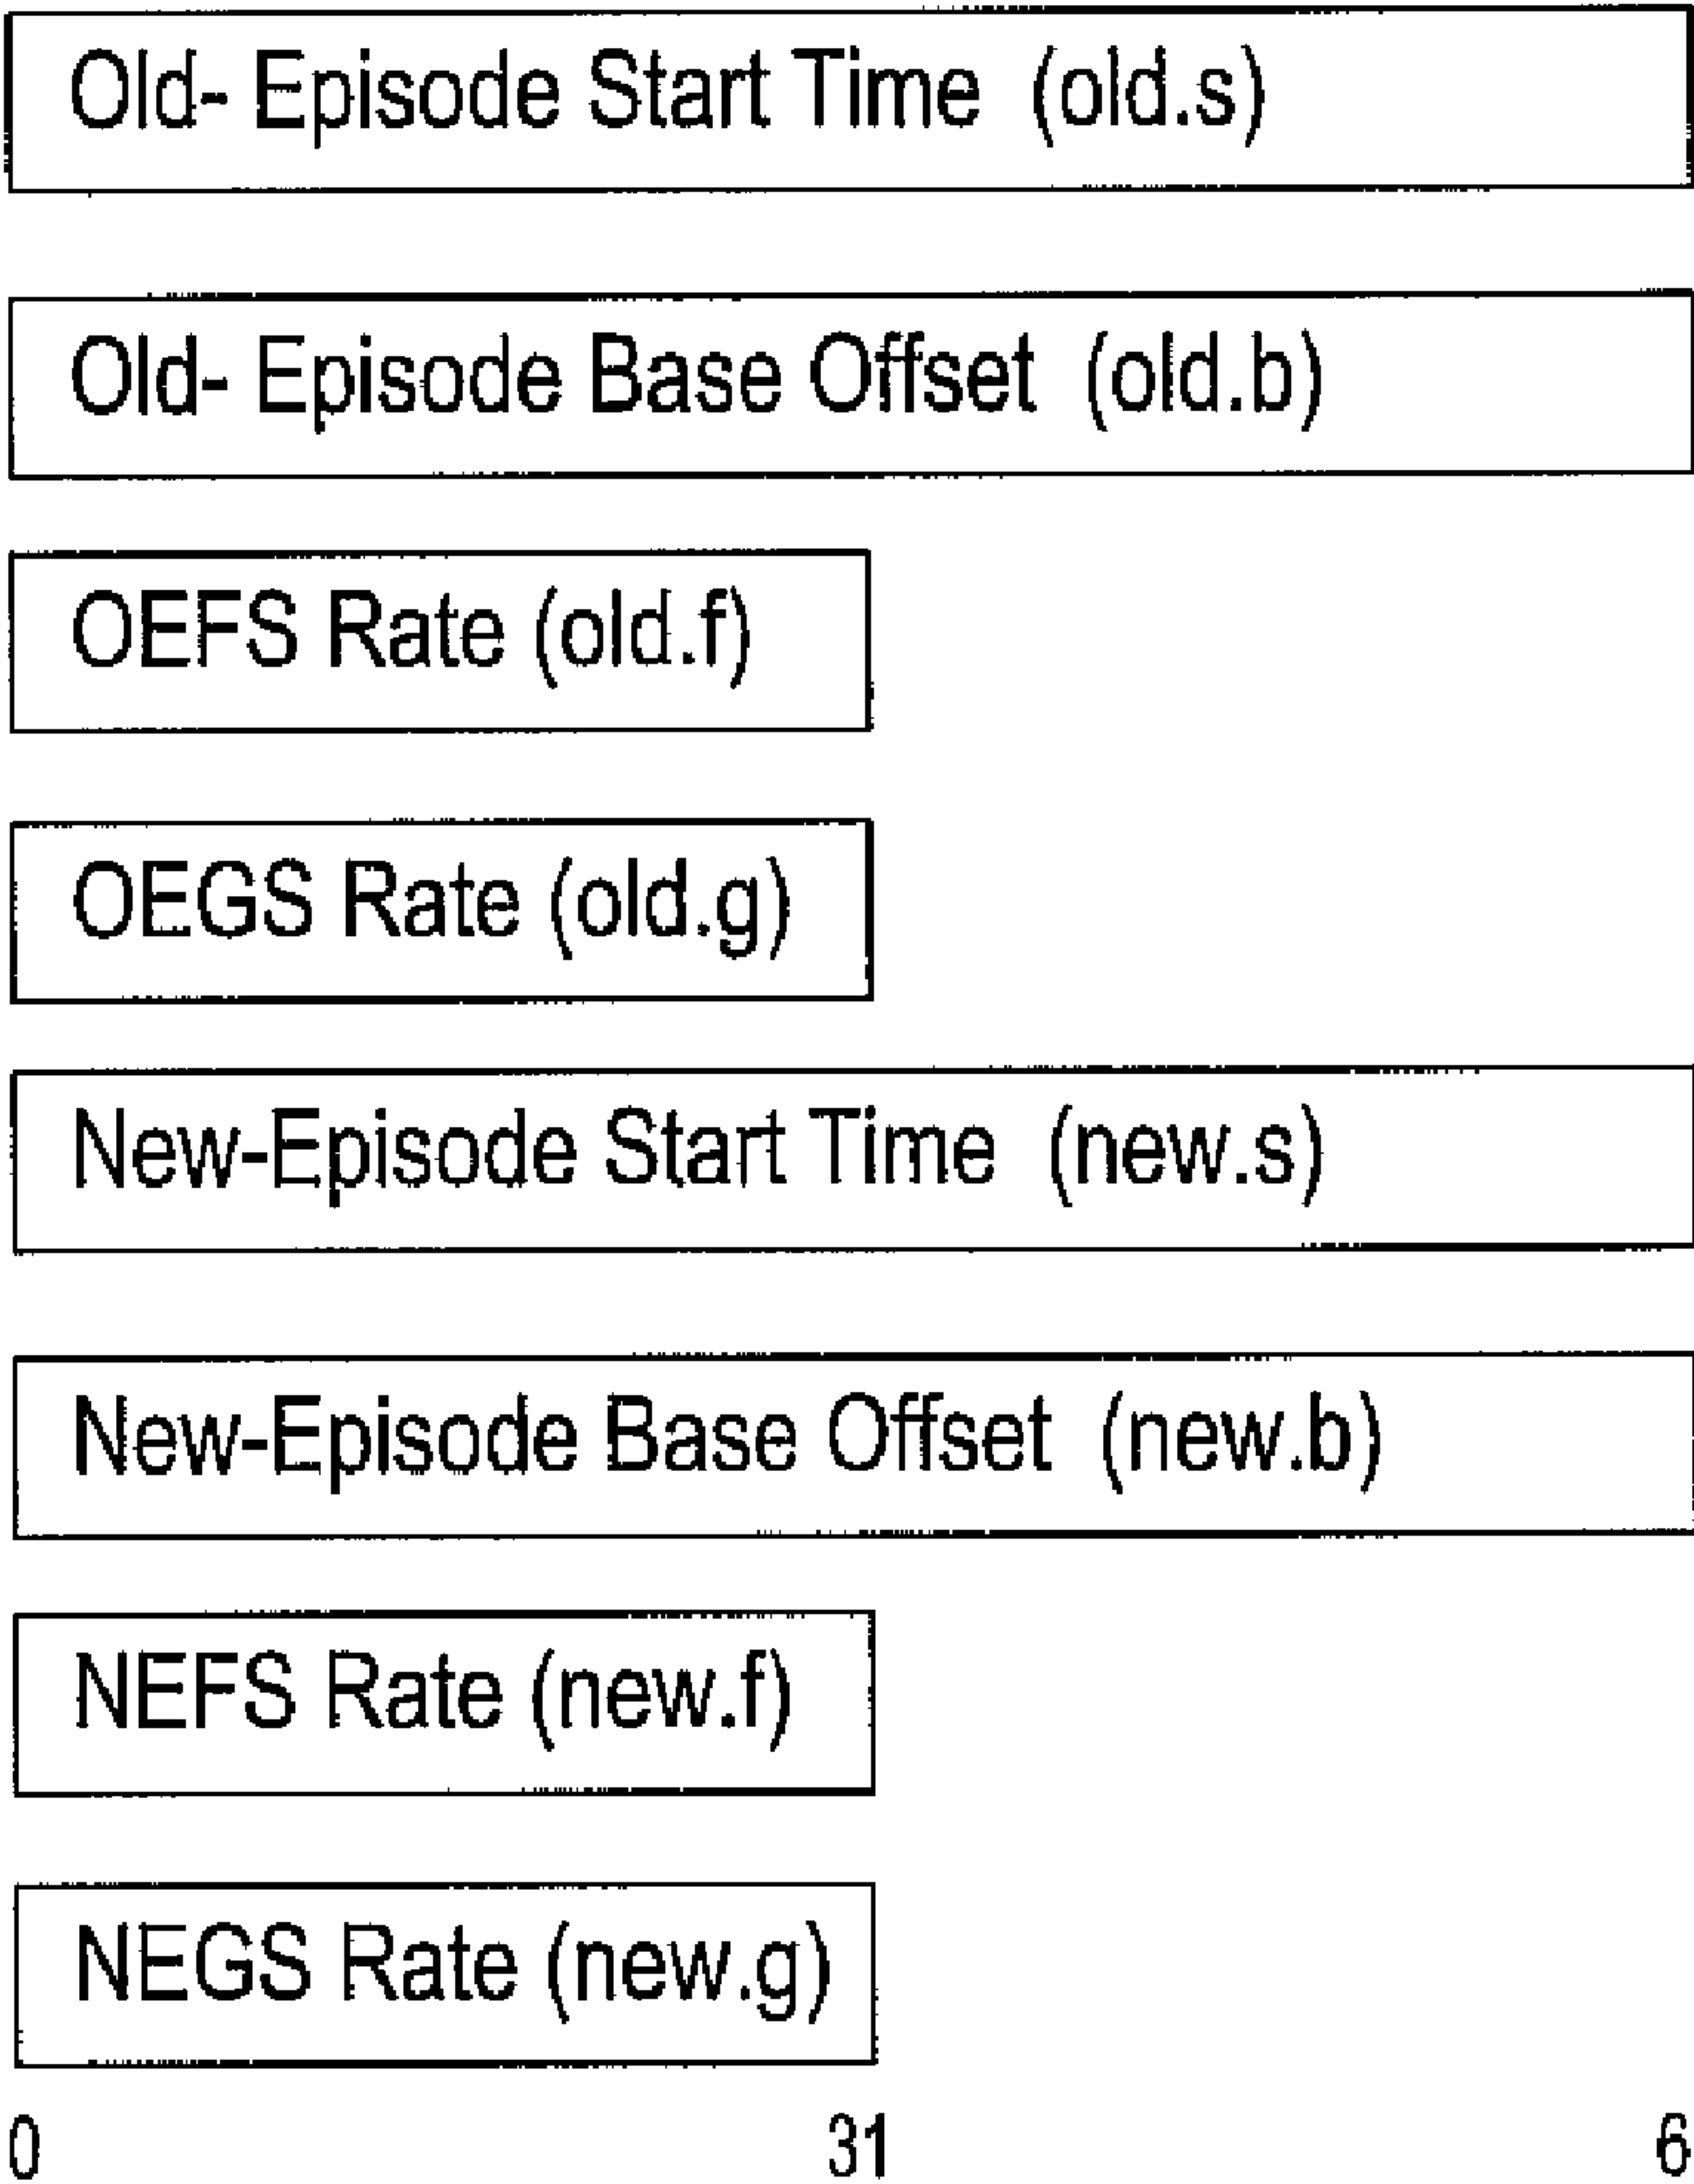 Old- Episode Start Time (old.s)
Old- Episode Base Offset (old.b)
OEFS Rate (old.f)
OEGS Rate (old.g)
New-Episode Start Time (new.s)
New-Episode Base Offset (new.b)
NEFS Rate (new.f)
NEGS Rate (new.g)
0 31 6